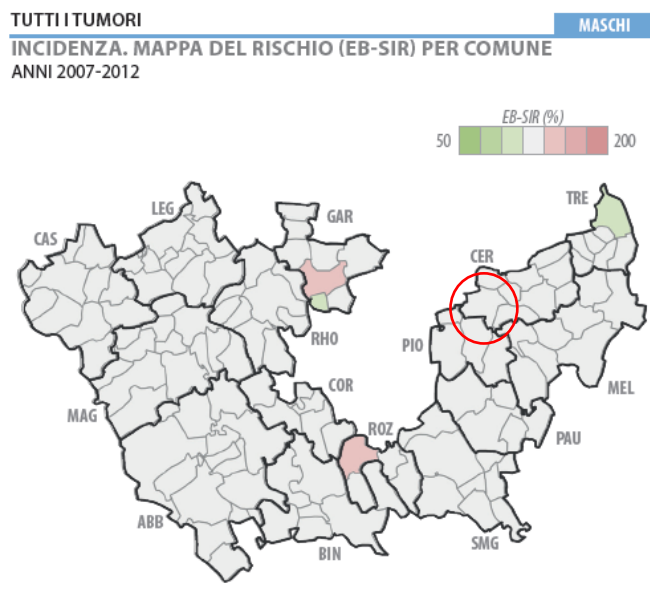 TUTTI I TUMORI
MASCHI
INCIDENZA. MAPPA DEL RISCHIO (EB-SIR) PER COMUNE
ANNI 2007-2012
EB-SIR (%)
50
200
TRE
LEG
GAR
CAS
CER
RHO
PIO
COR
MEL
MAG
ROZ
PAU
ABB
BIN
SMG